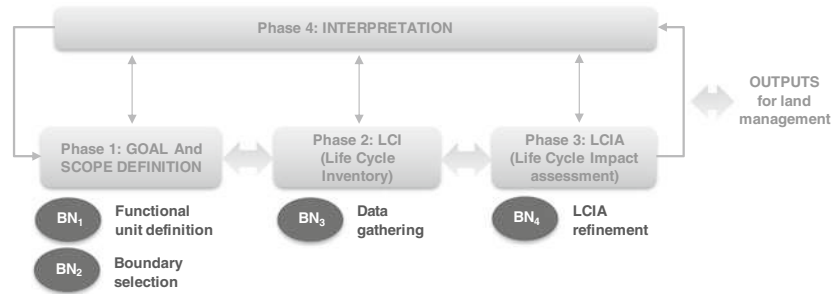 Phase 4: INTERPRETATION
OUTPUTS
for land
management
Phase 1: GOAL And
SCOPE DEFINITION
Phase 2: LCI
(Life Cycle
Inventory)
Phase 3: LCIA
(Life Cycle Impact
assessment)
BN1 Functional
unit definition
BN2 Boundary
selection
BN3 Data
gathering
BN4 LCIA
refinement